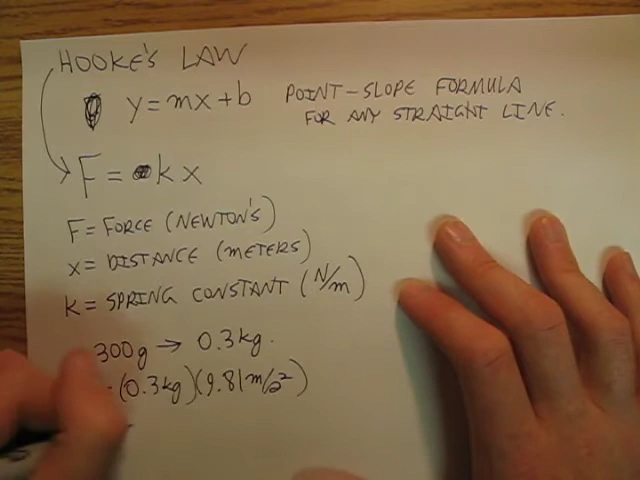 HOOKE'S LAW
y = mx + b
POINT-SLOPE FORMULA
FOR ANY STRAIGHT LINE.
F = kx
F = FORCE (NEWTON'S)
x = DISTANCE (METERS)
k = SPRING CONSTANT (N/m)
300g → 0.3kg.
(0.3kg)(9.81m/s²)